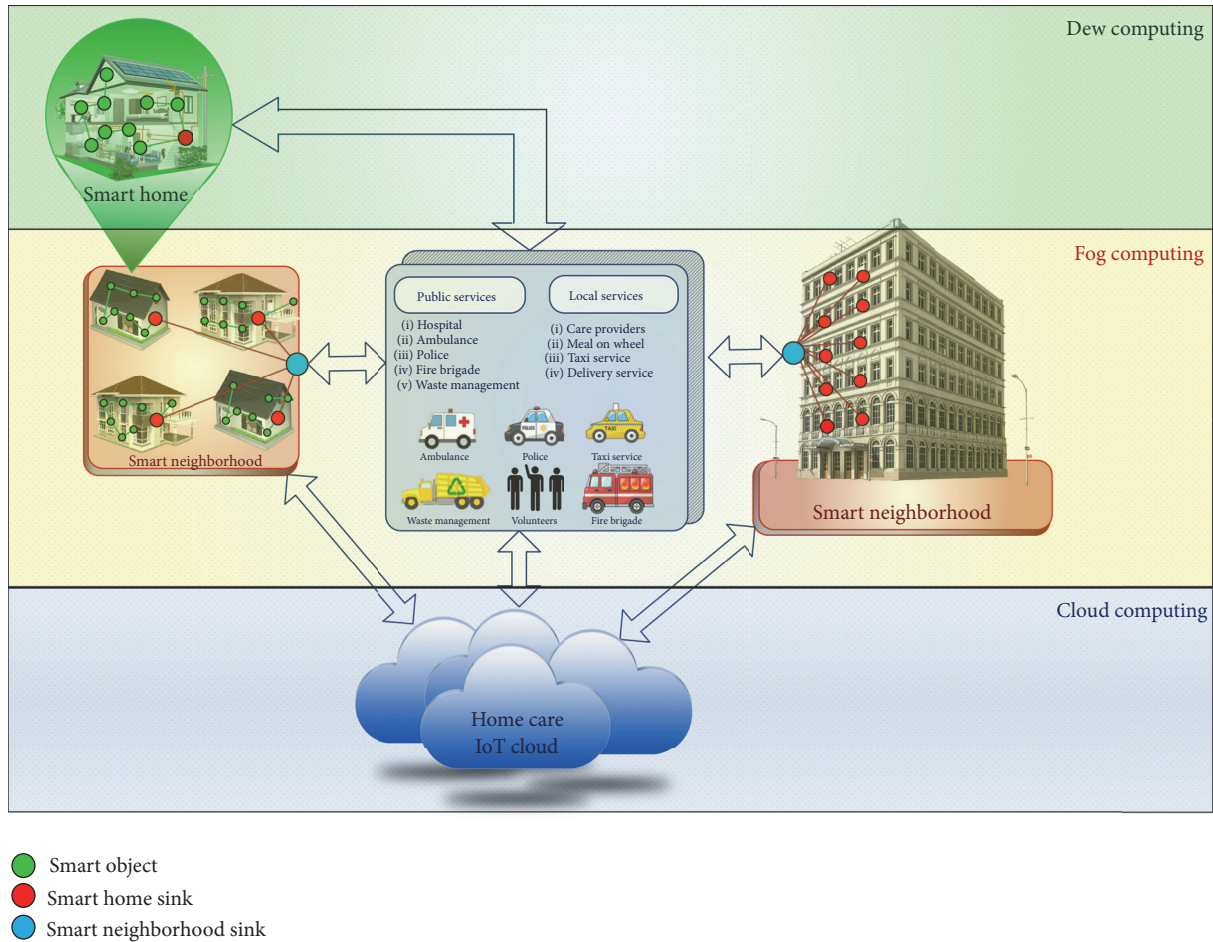 Dew computing
Smart home
Fog computing
Public services
Local services
(i) Hospital
(ii) Ambulance
(iii) Police
(iv) Fire brigade
(v) Waste management
(i) Care providers
(ii) Meal on wheel
(iii) Taxi service
(iv) Delivery service
POLICE
TAXI
Ambulance
Police
Taxi service
Waste management
Volunteers
Fire brigade
Smart neighborhood
Smart neighborhood
Cloud computing
Home care
IoT cloud
Smart object
Smart home sink
Smart neighborhood sink